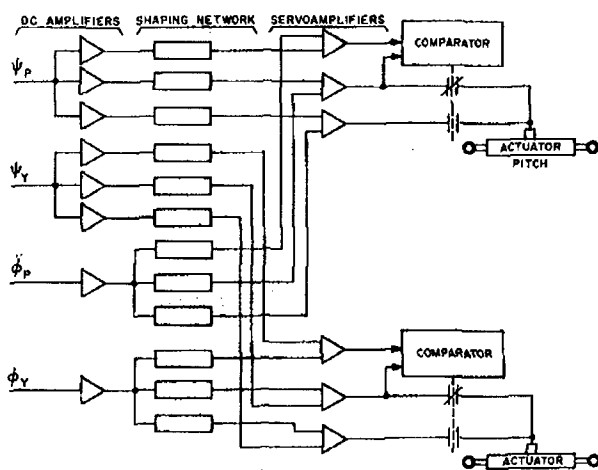 DC AMPLIFIERS SHAPING NETWORK SERVOAMPLIFIERS
COMPARATOR
ψP
ACTUATOR
PITCH
ψY
φ̇P
COMPARATOR
φ̇Y
ACTUATOR